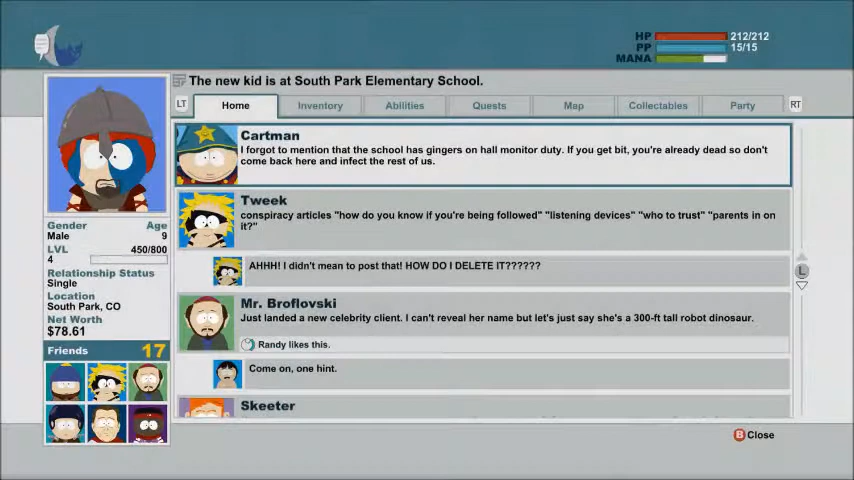 HP 212/212
PP 15/15
MANA
The new kid is at South Park Elementary School.
LT Home Inventory Abilities Quests Map Collectables Party RT
Cartman
I forgot to mention that the school has gingers on hall monitor duty. If you get bit, you're already dead so don't
come back here and infect the rest of us.
Tweek
conspiracy articles "how do you know if you're being followed" "listening devices" "who to trust" "parents in on
it?"
AHHH! I didn't mean to post that! HOW DO I DELETE IT??????
Mr. Broflovski
Just landed a new celebrity client. I can't reveal her name but let's just say she's a 300-ft tall robot dinosaur.
Randy likes this.
Come on, one hint.
Skeeter
Gender Age
Male 9
LVL 450/800
4
Relationship Status
Single
Location
South Park, CO
Net Worth
$78.61
Friends 17
L
B Close